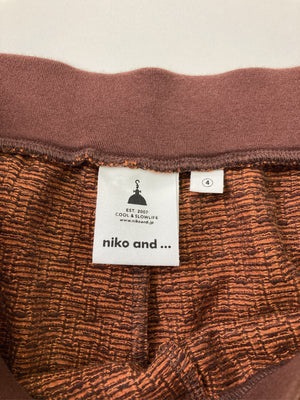 EST. 2007
COOL & SLOWLIFE
www.nikoand.jp
niko and ...
4